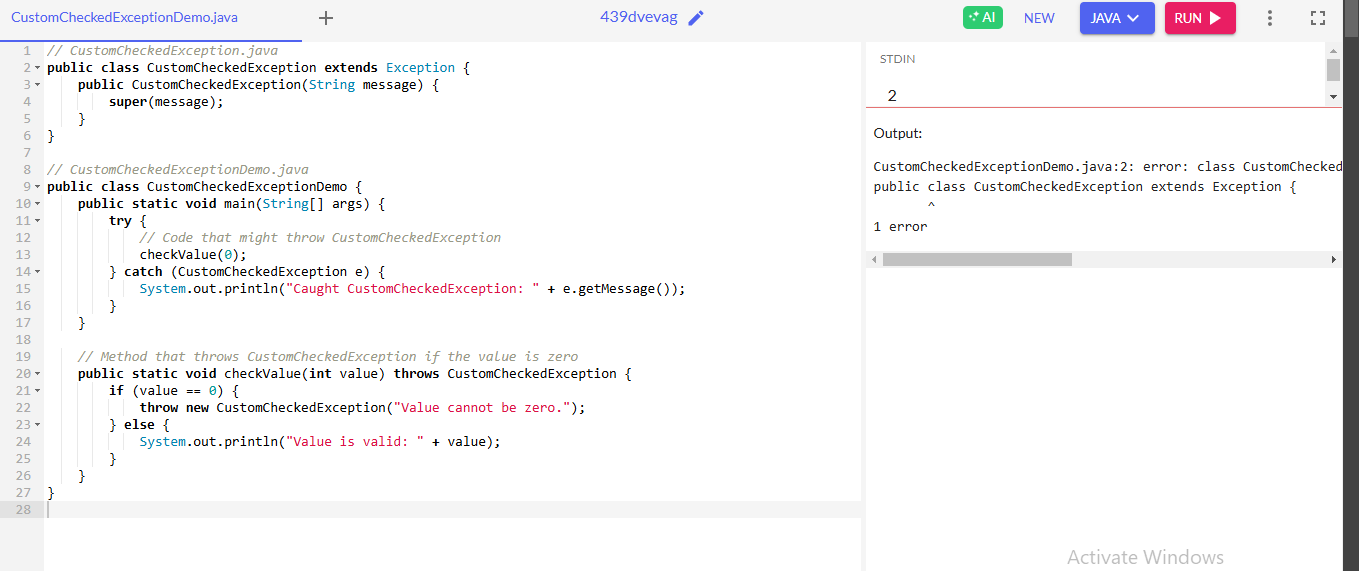 CustomCheckedExceptionDemo.java
+
439dvevag
AI
NEW
JAVA
RUN
1 // CustomCheckedException.java
2 public class CustomCheckedException extends Exception {
3     public CustomCheckedException(String message) {
4         super(message);
5     }
6 }
7
8 // CustomCheckedExceptionDemo.java
9 public class CustomCheckedExceptionDemo {
10     public static void main(String[] args) {
11         try {
12             // Code that might throw CustomCheckedException
13             checkValue(0);
14         } catch (CustomCheckedException e) {
15             System.out.println("Caught CustomCheckedException: " + e.getMessage());
16         }
17     }
18
19     // Method that throws CustomCheckedException if the value is zero
20     public static void checkValue(int value) throws CustomCheckedException {
21         if (value == 0) {
22             throw new CustomCheckedException("Value cannot be zero.");
23         } else {
24             System.out.println("Value is valid: " + value);
25         }
26     }
27 }
28
STDIN
2
Output:
CustomCheckedExceptionDemo.java:2: error: class CustomChecked
public class CustomCheckedException extends Exception {
       ^
1 error
Activate Windows